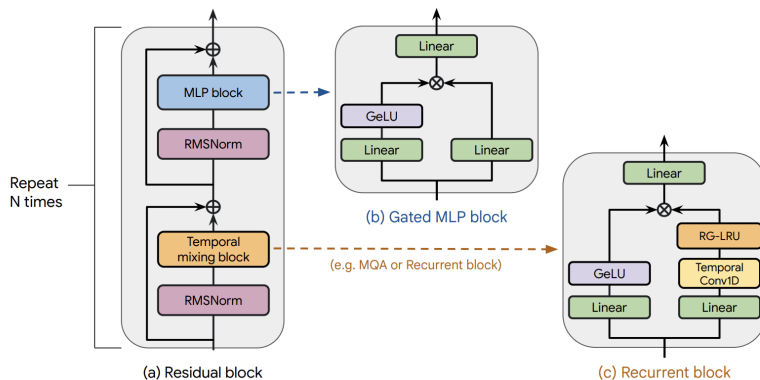 Repeat
N times
MLP block
RMSNorm
Temporal
mixing block
RMSNorm
(a) Residual block
Linear
GeLU
Linear
Linear
(b) Gated MLP block
(e.g. MQA or Recurrent block)
Linear
RG-LRU
GeLU
Temporal
Conv1D
Linear
Linear
(c) Recurrent block